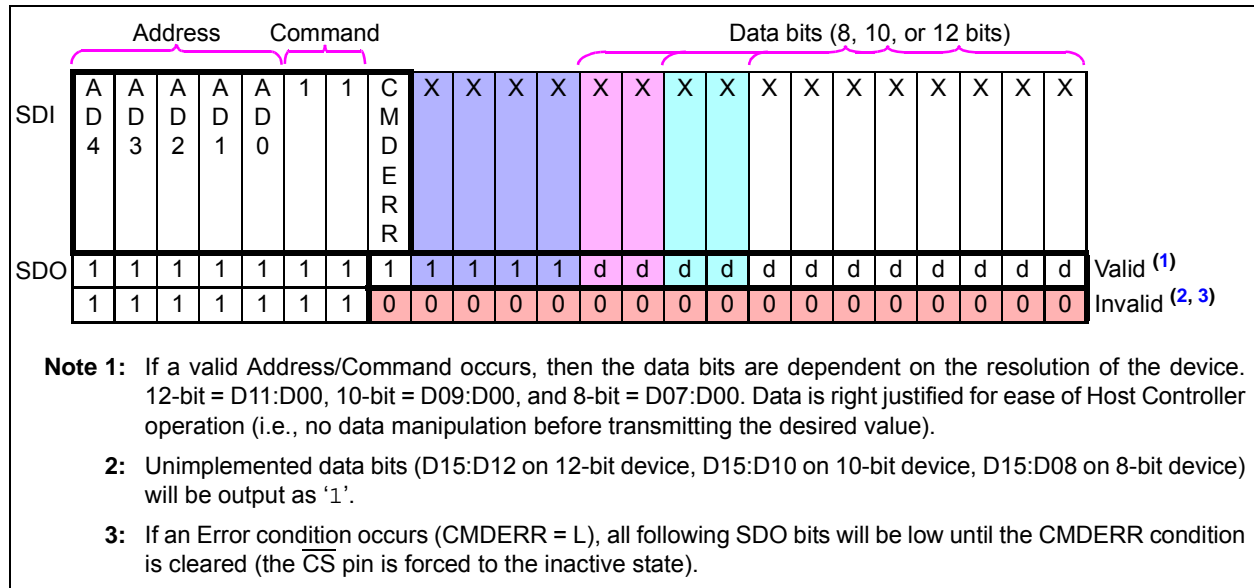 Address Command Data bits (8, 10, or 12 bits)
SDI AD4 AD3 AD2 AD1 AD0 1 1 CMDERR X X X X X X X X X X X X X X X X
SDO 1 1 1 1 1 1 1 1 1 1 1 1 d d d d d d d d d d d d Valid (1)
1 1 1 1 1 1 1 0 0 0 0 0 0 0 0 0 0 0 0 0 0 0 0 0 Invalid (2, 3)
Note 1: If a valid Address/Command occurs, then the data bits are dependent on the resolution of the device.
12-bit = D11:D00, 10-bit = D09:D00, and 8-bit = D07:D00. Data is right justified for ease of Host Controller
operation (i.e., no data manipulation before transmitting the desired value).
2: Unimplemented data bits (D15:D12 on 12-bit device, D15:D10 on 10-bit device, D15:D08 on 8-bit device)
will be output as ‘1’.
3: If an Error condition occurs (CMDERR = L), all following SDO bits will be low until the CMDERR condition
is cleared (the CS pin is forced to the inactive state).